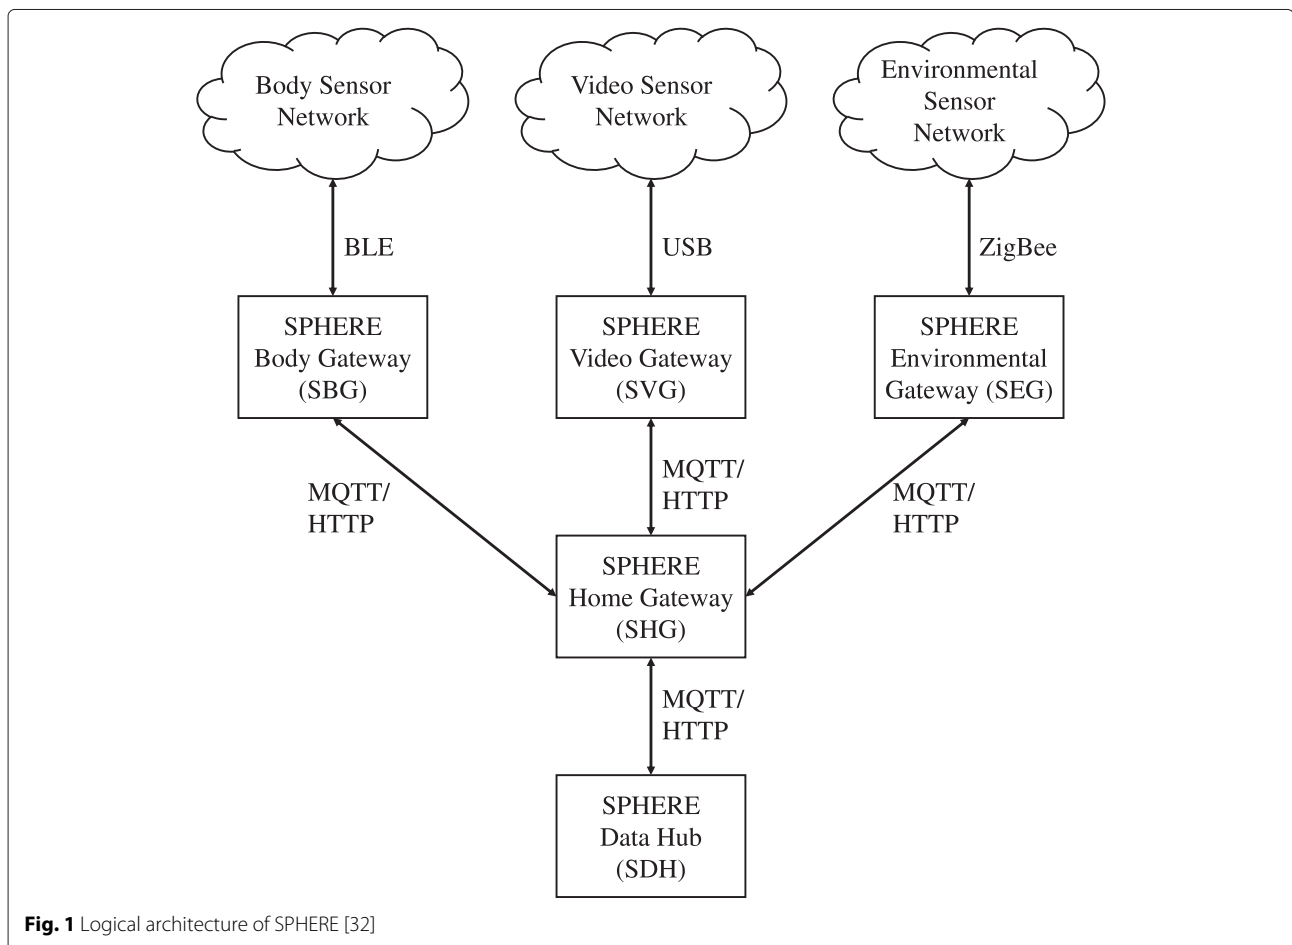 Body Sensor
Network
Video Sensor
Network
Environmental
Sensor
Network
BLE
USB
ZigBee
SPHERE
Body Gateway
(SBG)
SPHERE
Video Gateway
(SVG)
SPHERE
Environmental
Gateway (SEG)
MQTT/
HTTP
MQTT/
HTTP
MQTT/
HTTP
SPHERE
Home Gateway
(SHG)
MQTT/
HTTP
SPHERE
Data Hub
(SDH)
Fig. 1 Logical architecture of SPHERE [32]